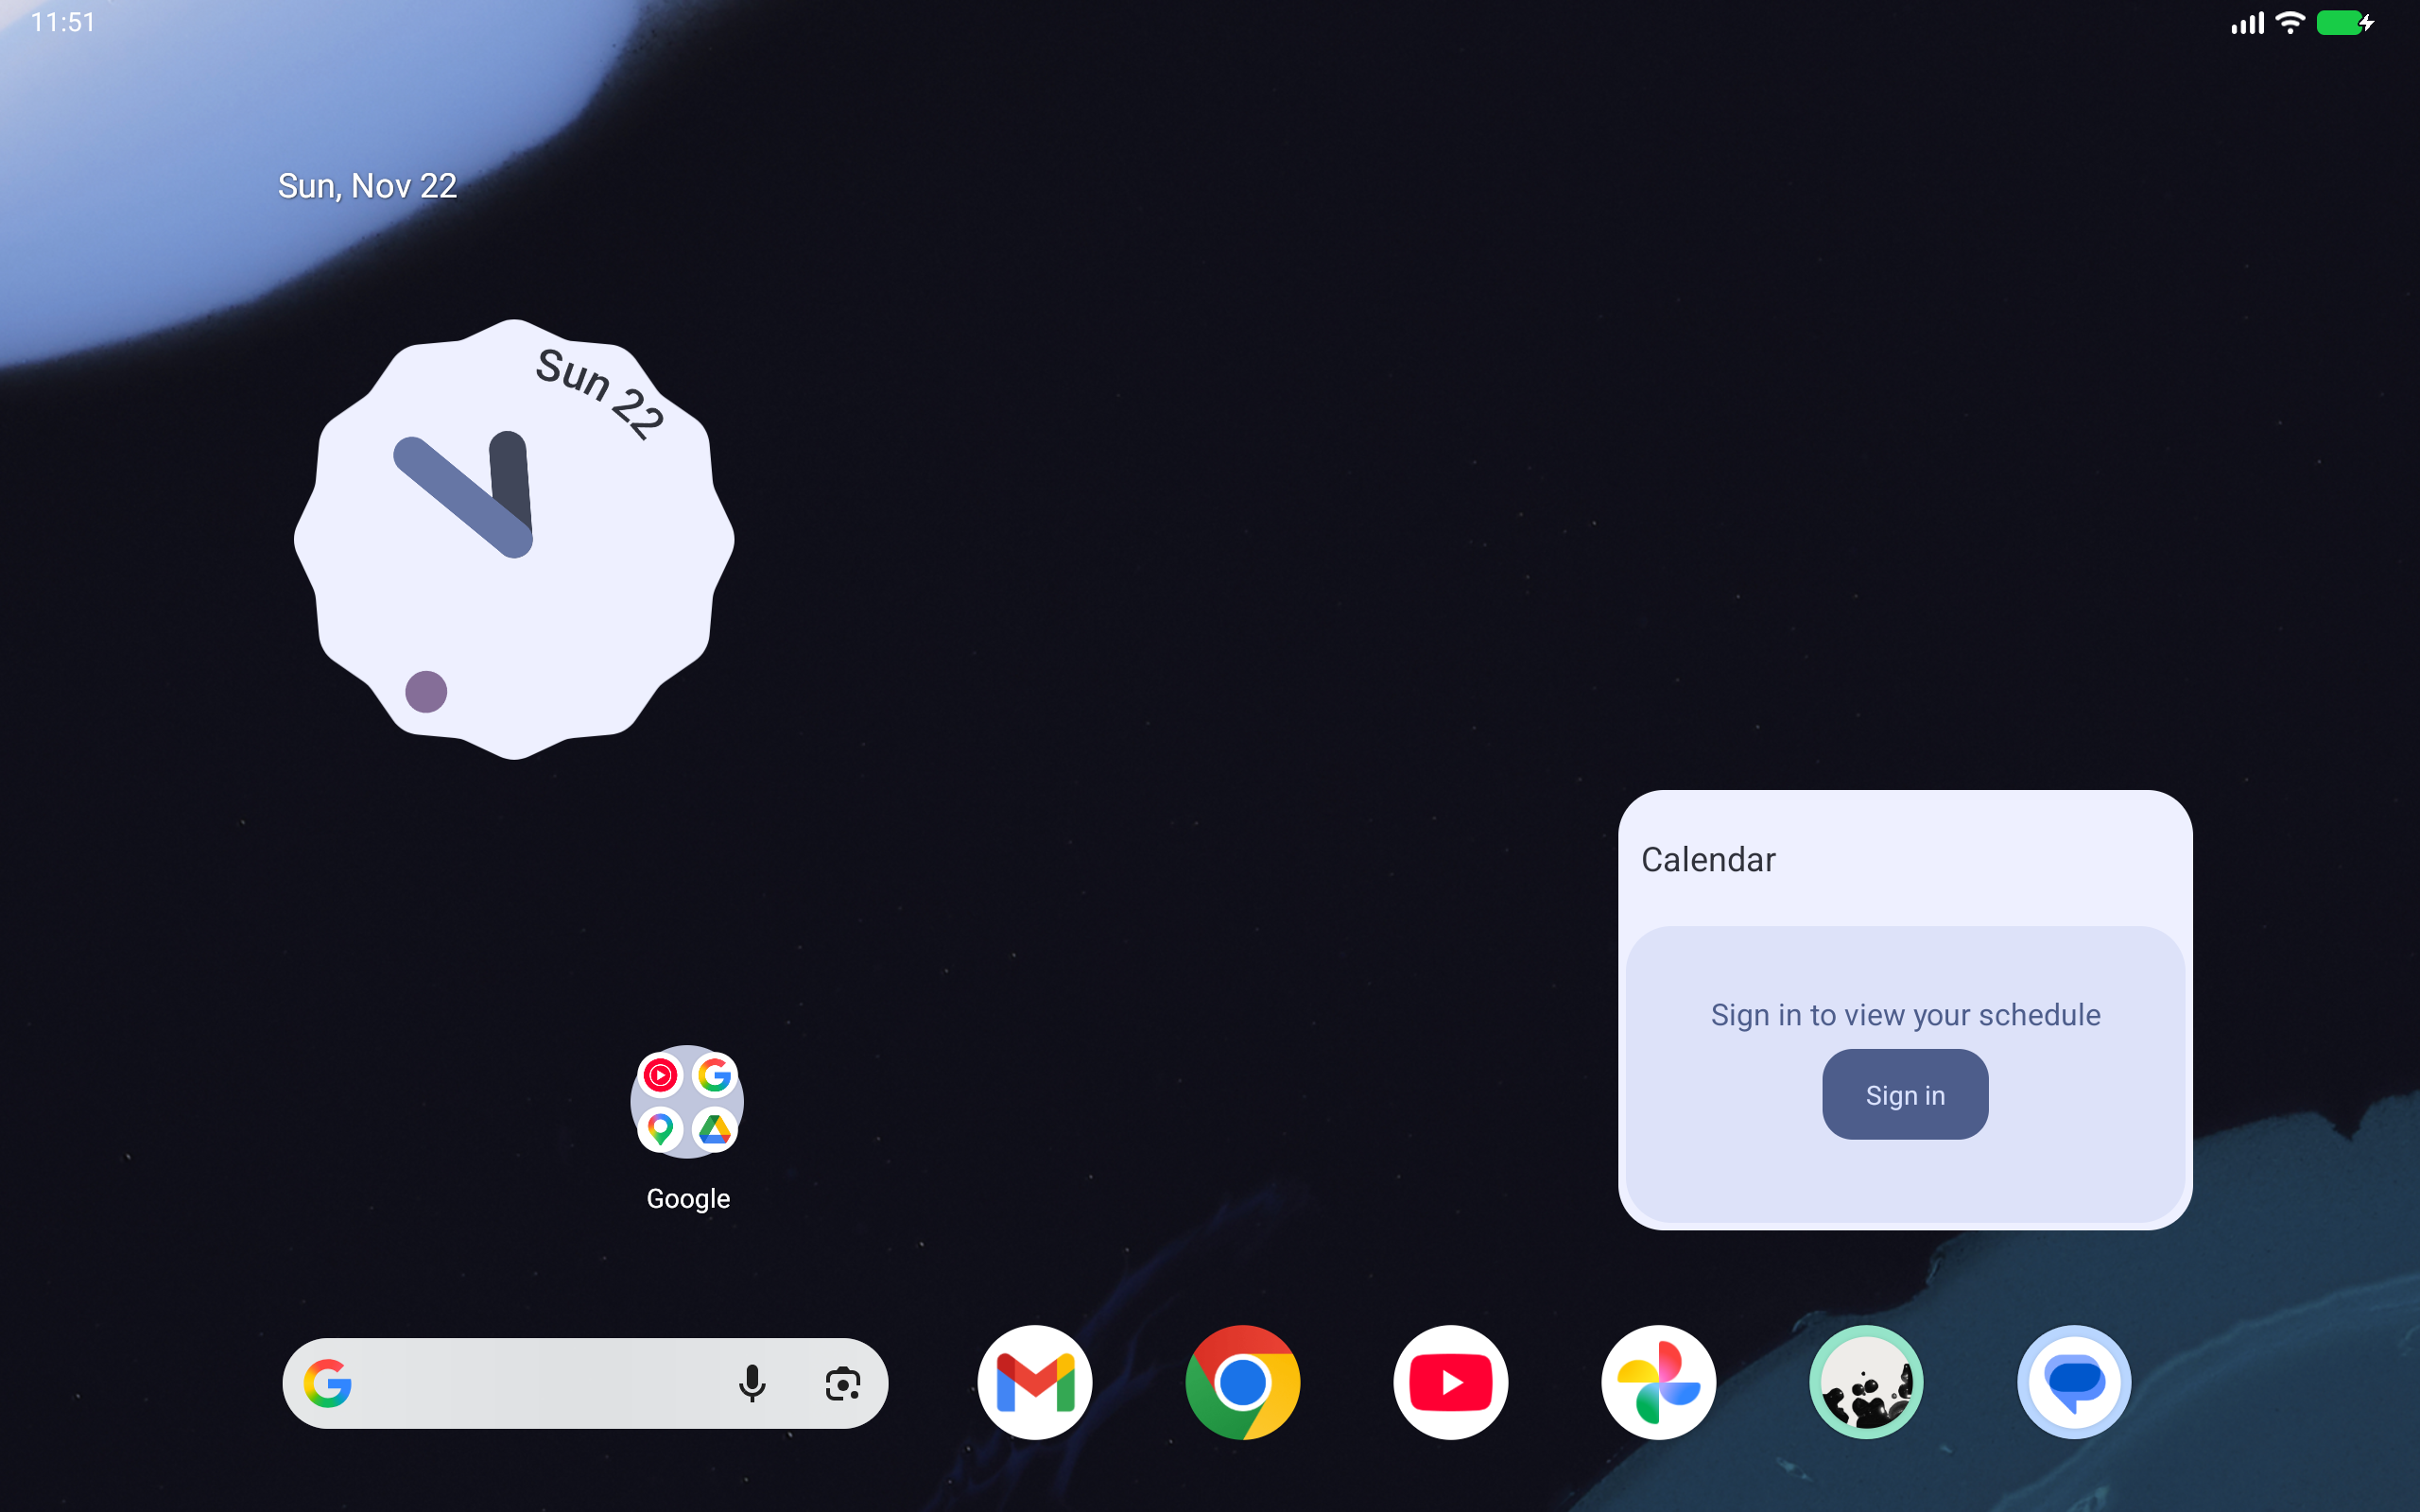 11:51
Sun, Nov 22
Sun 22
Calendar
Sign in to view your schedule
Sign in
Google